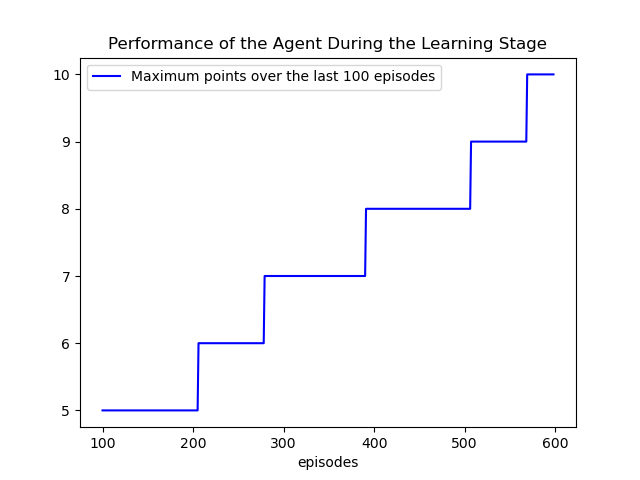 Performance of the Agent During the Learning Stage
Maximum points over the last 100 episodes
10
9
8
7
6
5
100 200 300 400 500 600
episodes